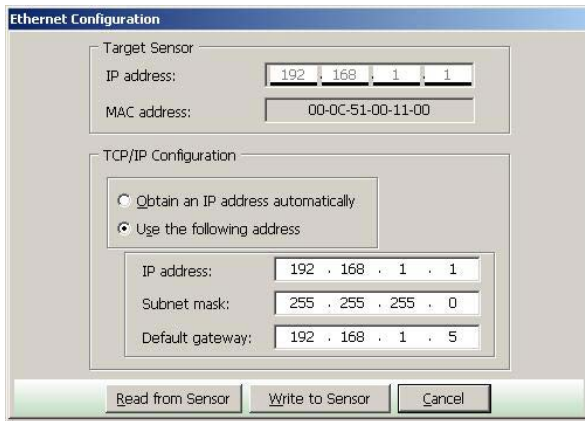 Ethernet Configuration
Target Sensor
IP address: 192 . 168 . 1 . 1
MAC address: 00-0C-51-00-11-00
TCP/IP Configuration
Obtain an IP address automatically
Use the following address
IP address: 192 . 168 . 1 . 1
Subnet mask: 255 . 255 . 255 . 0
Default gateway: 192 . 168 . 1 . 5
Read from Sensor Write to Sensor Cancel